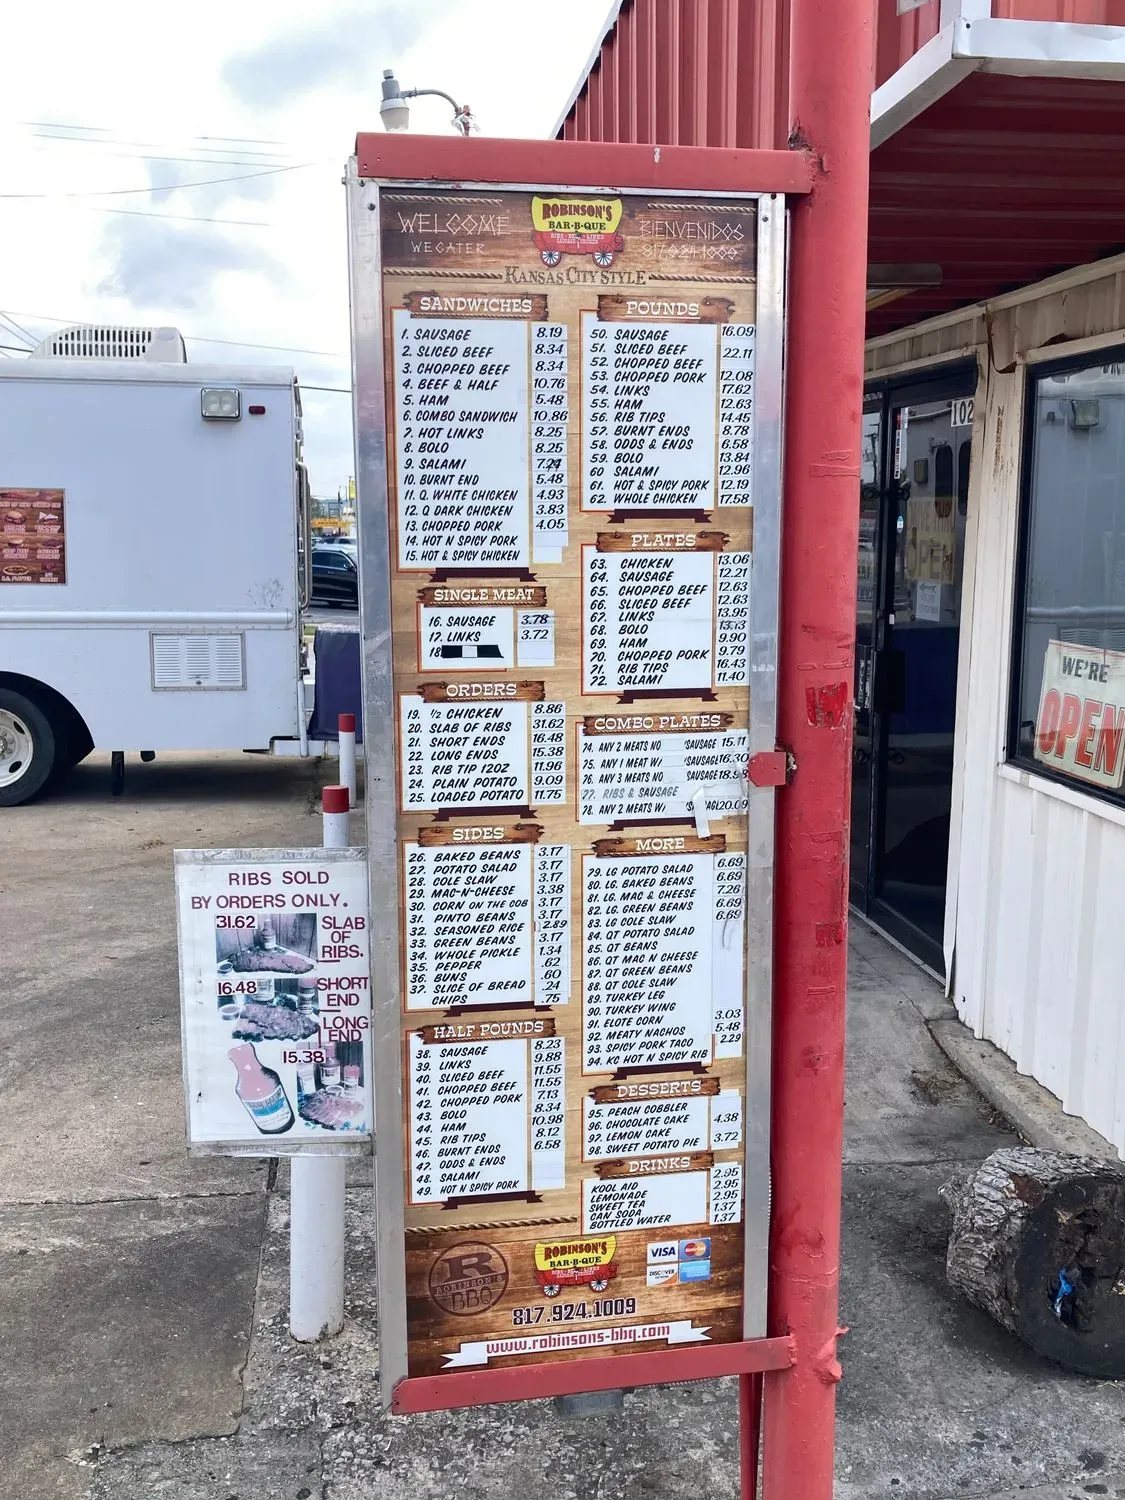 WELCOME
WE CATER
ROBINSON'S
BAR-B-QUE
BIENVENIDOS
817.924.1009
KANSAS CITY STYLE
SANDWICHES
1. SAUSAGE 8.19
2. SLICED BEEF 8.34
3. CHOPPED BEEF 8.34
4. BEEF & HALF 10.76
5. HAM 5.48
6. COMBO SANDWICH 10.86
7. HOT LINKS 8.25
8. BOLO 8.25
9. SALAMI
10. BURNT END 5.48
11. Q. WHITE CHICKEN 4.93
12. Q DARK CHICKEN 3.83
13. CHOPPED PORK 4.05
14. HOT N SPICY PORK
15. HOT & SPICY CHICKEN
SINGLE MEAT
16. SAUSAGE 3.78
17. LINKS 3.72
18
ORDERS
19. 1/2 CHICKEN 8.86
20. SLAB OF RIBS 31.62
21. SHORT ENDS 16.48
22. LONG ENDS 15.38
23. RIB TIP 12OZ 11.96
24. PLAIN POTATO 9.09
25. LOADED POTATO 11.75
SIDES
26. BAKED BEANS 3.17
27. POTATO SALAD 3.17
28. COLE SLAW 3.17
29. MAC-N-CHEESE 3.38
30. CORN ON THE COB 3.17
31. PINTO BEANS 3.17
32. SEASONED RICE 2.89
33. GREEN BEANS 3.17
34. WHOLE PICKLE 1.34
35. PEPPER .62
36. BUNS .60
37. SLICE OF BREAD .24
CHIPS .75
HALF POUNDS
38. SAUSAGE 8.23
39. LINKS 9.88
40. SLICED BEEF 11.55
41. CHOPPED BEEF 11.55
42. CHOPPED PORK 7.13
43. BOLO 8.34
44. HAM 10.98
45. RIB TIPS 8.12
46. BURNT ENDS 6.58
47. ODDS & ENDS
48. SALAMI
49. HOT N SPICY PORK
POUNDS
50. SAUSAGE 16.09
51. SLICED BEEF 22.11
52. CHOPPED BEEF
53. CHOPPED PORK 12.08
54. LINKS 17.62
55. HAM 12.63
56. RIB TIPS 14.45
57. BURNT ENDS 8.78
58. ODDS & ENDS 6.58
59. BOLO 13.84
60 SALAMI 12.96
61. HOT & SPICY PORK 12.19
62. WHOLE CHICKEN 17.58
PLATES
63. CHICKEN 13.06
64. SAUSAGE 12.21
65. CHOPPED BEEF 12.63
66. SLICED BEEF 12.63
67. LINKS 13.95
68. BOLO
69. HAM 9.90
70. CHOPPED PORK 9.79
71. RIB TIPS 16.43
72. SALAMI 11.40
COMBO PLATES
74. ANY 2 MEATS NO SAUSAGE 15.11
75. ANY 1 MEAT W/ SAUSAGE 16.30
76. ANY 3 MEATS NO SAUSAGE
77. RIBS & SAUSAGE
78. ANY 2 MEATS W/ 20.09
MORE
79. LG POTATO SALAD 6.69
80. LG. BAKED BEANS 6.69
81. LG. MAC & CHEESE 7.26
82. LG. GREEN BEANS 6.69
83. LG COLE SLAW 6.69
84. QT POTATO SALAD
85. QT BEANS
86. QT MAC N CHEESE
87. QT GREEN BEANS
88. QT COLE SLAW
89. TURKEY LEG
90. TURKEY WING
91. ELOTE CORN 3.03
92. MEATY NACHOS 5.48
93. SPICY PORK TACO 2.29
94. KC HOT N SPICY RIB
DESSERTS
95. PEACH COBBLER
96. CHOCOLATE CAKE 4.38
97. LEMON CAKE
98. SWEET POTATO PIE 3.72
DRINKS
KOOL AID 2.95
LEMONADE 2.95
SWEET TEA 2.95
CAN SODA 1.37
BOTTLED WATER 1.37
R
ROBINSON'S
BBQ
ROBINSON'S
BAR-B-QUE
VISA
DISCOVER
817.924.1009
www.robinsons-bbq.com
RIBS SOLD
BY ORDERS ONLY.
31.62
SLAB
OF
RIBS.
16.48
SHORT
END
LONG
END
15.38
102
OPEN
WE'RE
OPEN